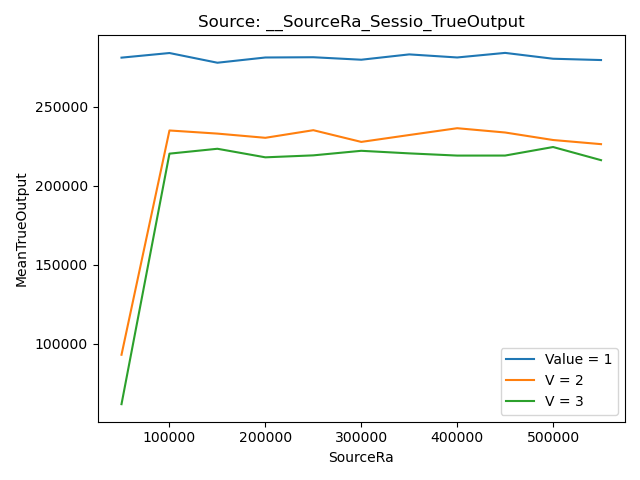 Source: __SourceRa_Sessio_TrueOutput
MeanTrueOutput
250000
200000
150000
100000
Value = 1
V = 2
V = 3
100000 200000 300000 400000 500000
SourceRa